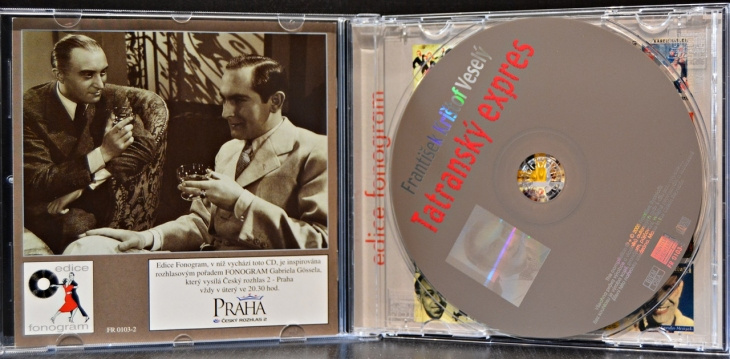 Edice Fonogram, v níž vychází toto CD, je inspirována
rozhlasovým pořadem FONOGRAM Gabriela Gössela,
který vysílá Český rozhlas 2 - Praha
vždy v úterý ve 20.30 hod.
PRAHA
ČESKÝ ROZHLAS 2
edice
fonogram
FR 0103-2
edice fonogram
František Krištof Veselý
Tatranský expres